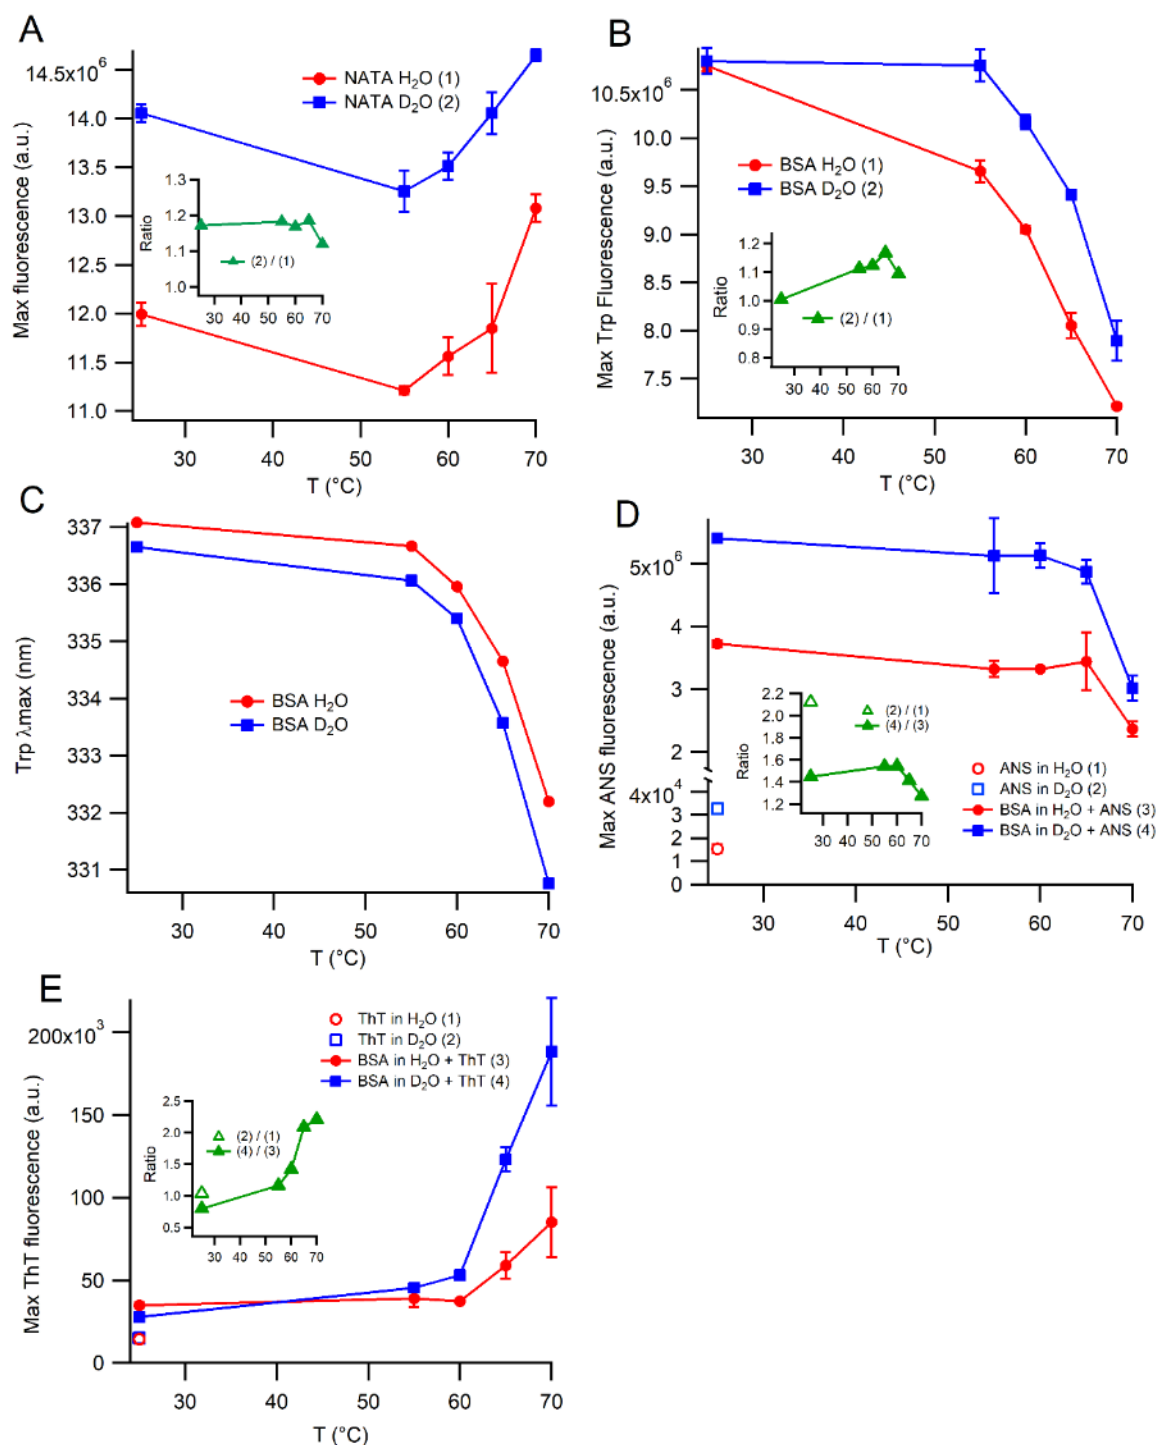 A
Max fluorescence (a.u.)
14.5x10⁶
14.0
13.5
13.0
12.5
12.0
11.5
11.0
NATA H₂O (1)
NATA D₂O (2)
Ratio
1.3
1.2
1.1
1.0
(2) / (1)
30 40 50 60 70
30 40 50 60 70
T (°C)
B
Max Trp Fluorescence (a.u.)
10.5x10⁶
10.0
9.5
9.0
8.5
8.0
7.5
BSA H₂O (1)
BSA D₂O (2)
Ratio
1.2
1.1
1.0
0.9
0.8
(2) / (1)
30 40 50 60 70
30 40 50 60 70
T (°C)
C
Trp λmax (nm)
337
336
335
334
333
332
331
BSA H₂O
BSA D₂O
30 40 50 60 70
T (°C)
D
Max ANS fluorescence (a.u.)
5x10⁶
4
3
2
4x10⁴
3
2
1
0
Ratio
2.2
2.0
1.8
1.6
1.4
1.2
(2) / (1)
(4) / (3)
30 40 50 60 70
ANS in H₂O (1)
ANS in D₂O (2)
BSA in H₂O + ANS (3)
BSA in D₂O + ANS (4)
30 40 50 60 70
T (°C)
E
Max ThT fluorescence (a.u.)
200x10³
150
100
50
0
ThT in H₂O (1)
ThT in D₂O (2)
BSA in H₂O + ThT (3)
BSA in D₂O + ThT (4)
Ratio
2.5
2.0
1.5
1.0
0.5
(2) / (1)
(4) / (3)
30 40 50 60 70
30 40 50 60 70
T (°C)